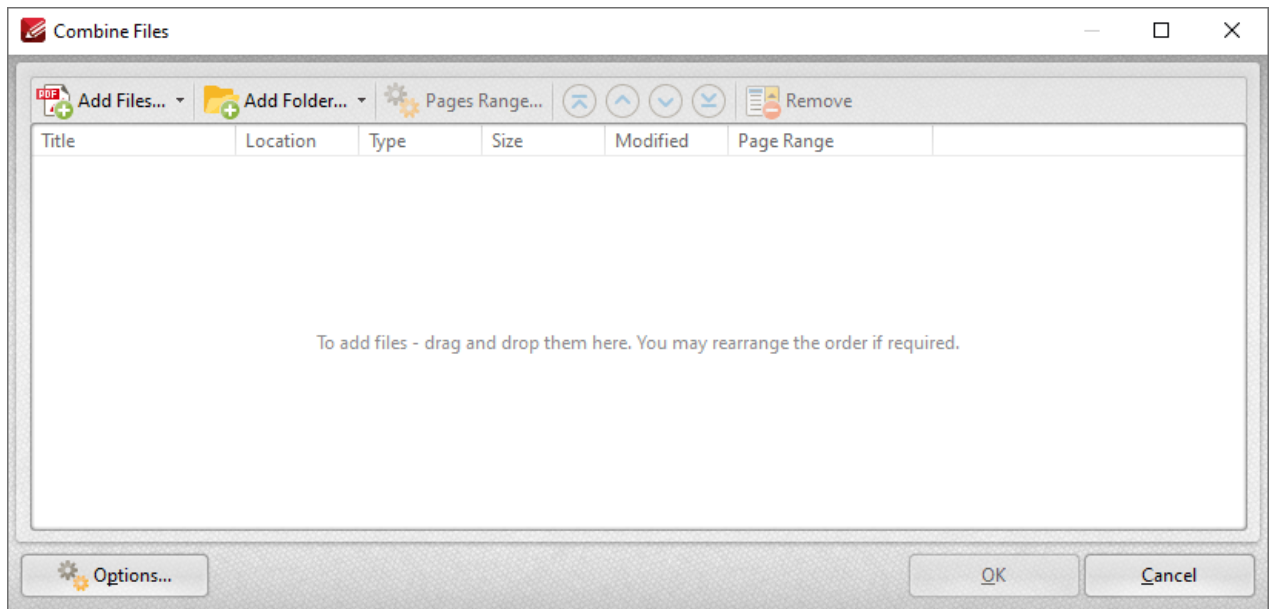 Combine Files
PDF Add Files... Add Folder... Pages Range... Remove
Title Location Type Size Modified Page Range
To add files - drag and drop them here. You may rearrange the order if required.
Options... OK Cancel